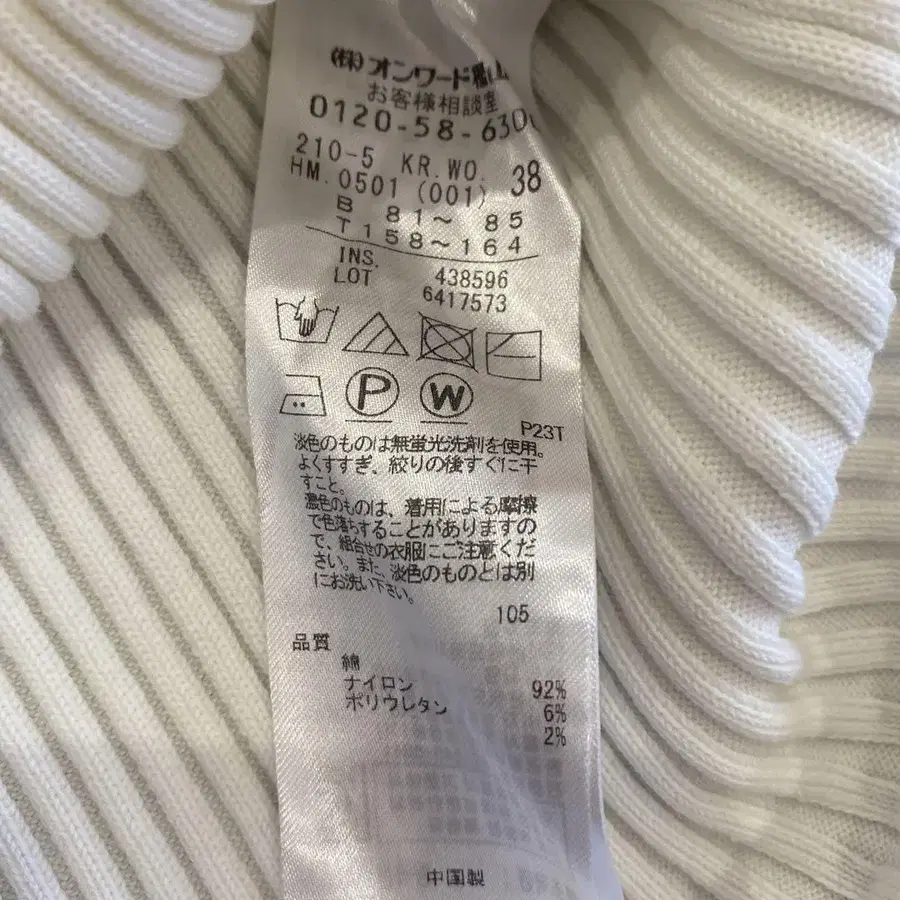 (株)オンワード樫山
お客様相談室
0120-58-630
210-5 KR.WO. 38
HM. 0501 (001)
B 81～ 85
T 158～164
INS. 438596
LOT 6417573
P
W
P23T
淡色のものは無蛍光洗剤を使用。
よくすすぎ、絞りの後すぐに干
すこと。
濃色のものは、着用による摩擦
で色落ちすることがありますの
で、組合せの衣服にご注意くだ
さい。また、淡色のものとは別
にお洗い下さい。
105
品質
綿 92%
ナイロン 6%
ポリウレタン 2%
中国製